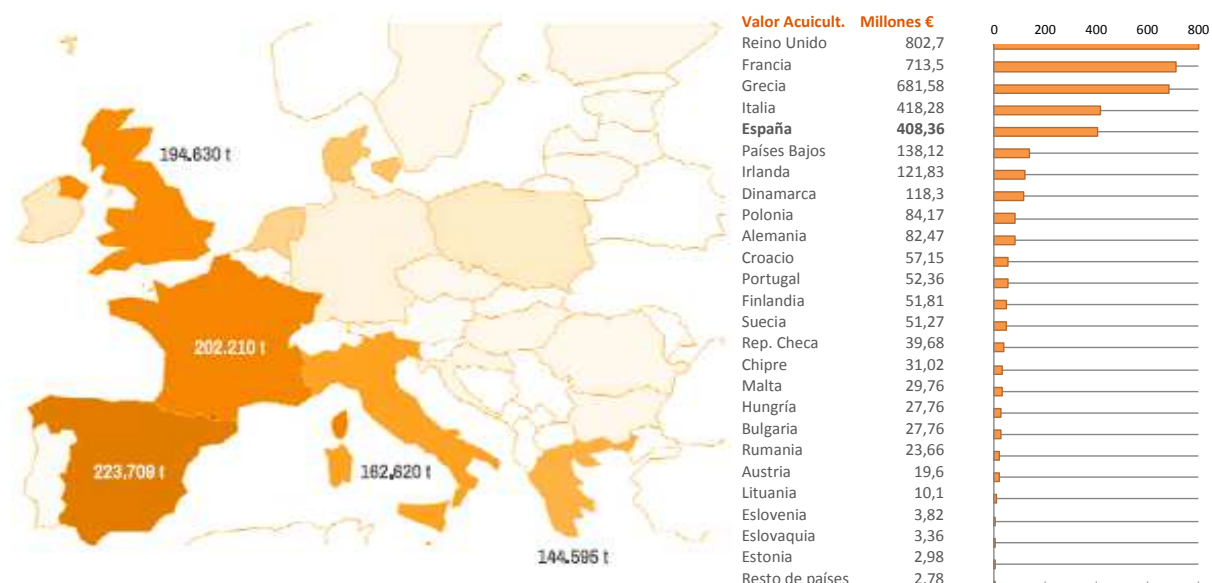 194.630 t
202.210 t
223.709 t
162.620 t
144.595 t
Valor Acuicult. Millones €
Reino Unido 802,7
Francia 713,5
Grecia 681,58
Italia 418,28
España 408,36
Países Bajos 138,12
Irlanda 121,83
Dinamarca 118,3
Polonia 84,17
Alemania 82,47
Croacio 57,15
Portugal 52,36
Finlandia 51,81
Suecia 51,27
Rep. Checa 39,68
Chipre 31,02
Malta 29,76
Hungría 27,76
Bulgaria 27,76
Rumania 23,66
Austria 19,6
Lituania 10,1
Eslovenia 3,82
Eslovaquia 3,36
Estonia 2,98
Resto de países 2,78
0 200 400 600 800